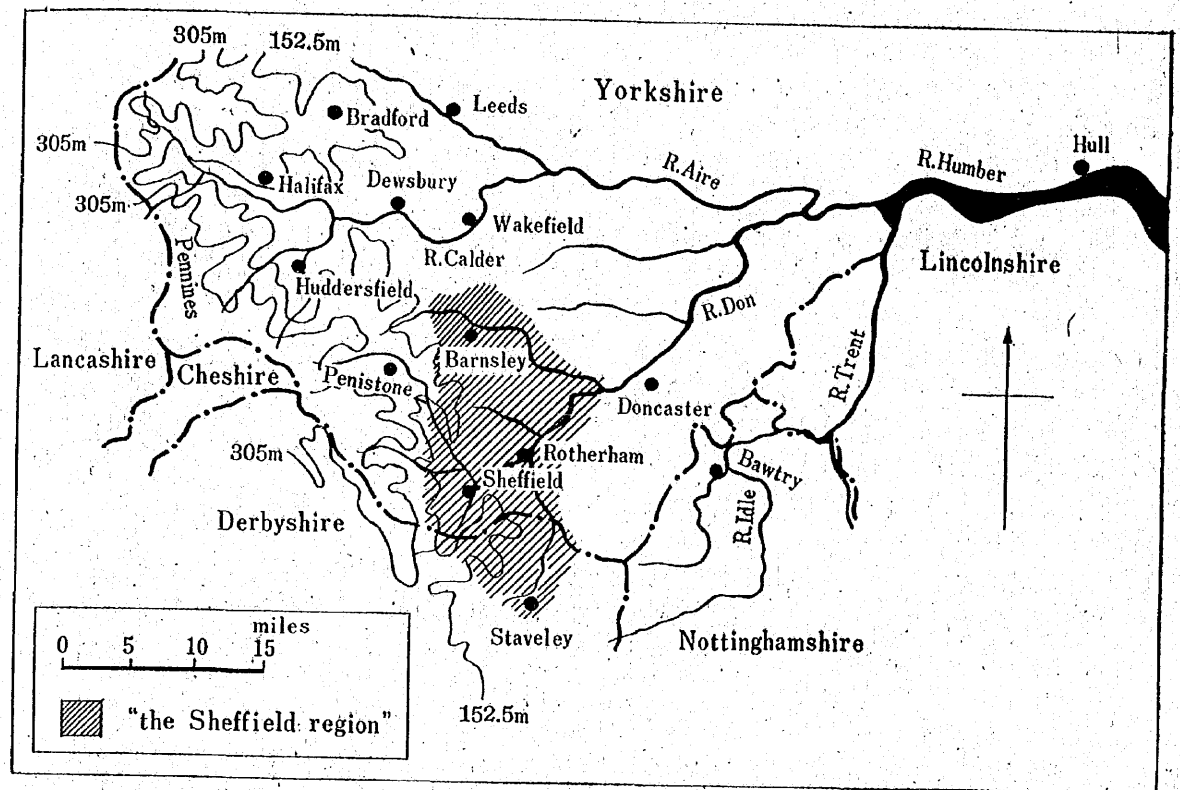 305m
152.5m
Yorkshire
Leeds
Bradford
Hull
305m
R.Humber
R.Aire
Halifax
Dewsbury
305m
Wakefield
Pennines
R.Calder
Lincolnshire
Huddersfield
R.Don
Lancashire
Cheshire
Barnsley
Penistone
R.Trent
Doncaster
305m
Rotherham
Bawtry
Sheffield
R.Idle
Derbyshire
Staveley
Nottinghamshire
miles
0 5 10 15
152.5m
"the Sheffield region"